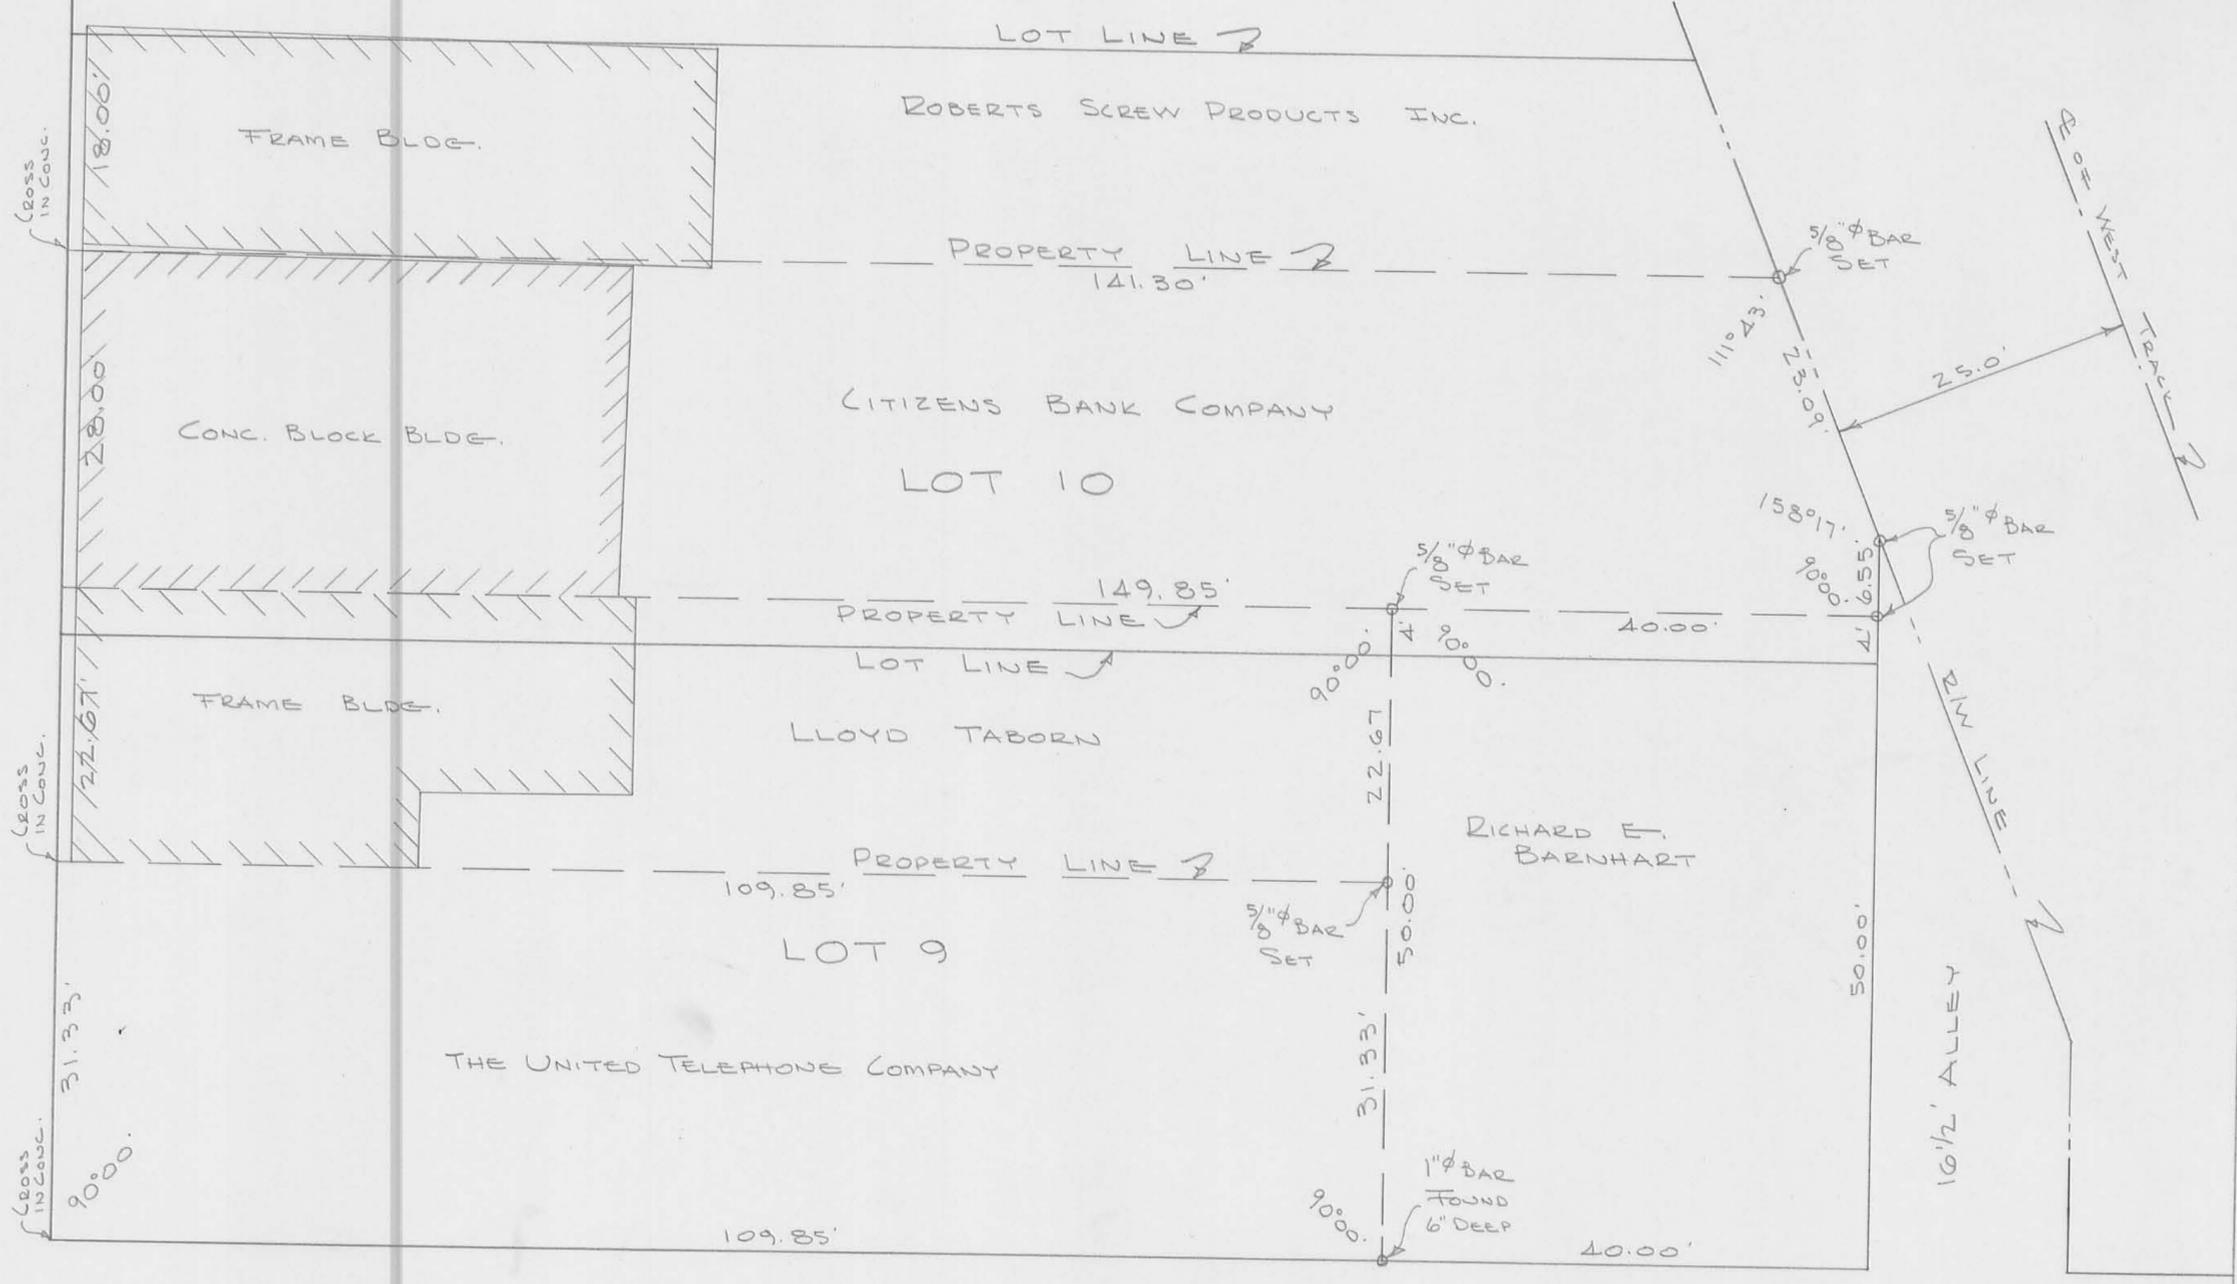 LOT LINE
ROBERTS SCREW PRODUCTS INC.
18.00'
FRAME BLDG.
CROSS
IN CONC.
℄ OF WEST TRACK
5/8" ⌀ BAR
SET
PROPERTY LINE
141.30'
111° 43'
23.09'
25.0'
28.00'
CONC. BLOCK BLDG.
CITIZENS BANK COMPANY
LOT 10
158° 17'
5/8" ⌀ BAR
SET
6.55'
90° 00'
5/8" ⌀ BAR
SET
149.85'
PROPERTY LINE
40.00'
4'
4'
90° 00'
90° 00'
LOT LINE
22.67'
FRAME BLDG.
LLOYD TABORN
22.67
R/W LINE
CROSS
IN CONC.
RICHARD E.
BARNHART
PROPERTY LINE
109.85'
5/8" ⌀ BAR
SET
50.00'
50.00'
LOT 9
31.33'
31.33'
THE UNITED TELEPHONE COMPANY
16 1/2' ALLEY
CROSS
IN CONC.
90° 00'
90° 00'
1" ⌀ BAR
FOUND
6" DEEP
109.85'
40.00'